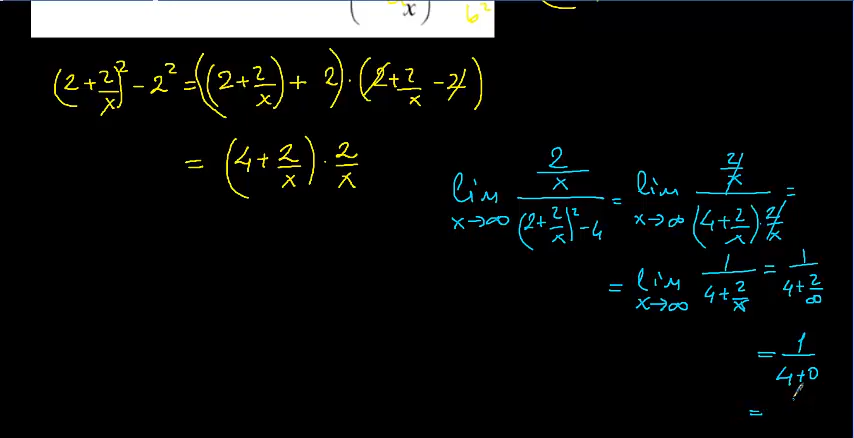 x 6²
(2+2/x)² - 2² = ((2+2/x)+ 2)·(2+2/x - 2)
= (4+2/x)·2/x
lim x→∞ (2/x)/((2+2/x)² - 4) = lim x→∞ (2/x)/((4+2/x)·2/x) =
= lim x→∞ 1/(4+2/x) = 1/(4+2/∞)
= 1/(4+0)
=